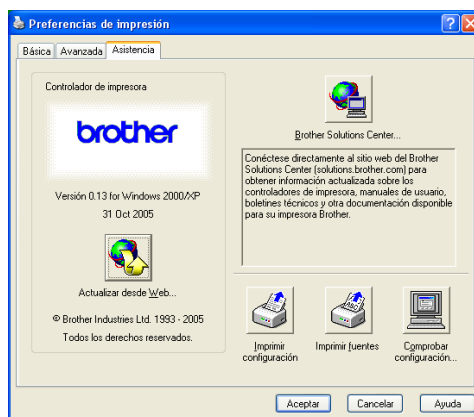 Preferencias de impresión
Básica
Avanzada
Asistencia
Controlador de impresora
brother
Versión 0.13 for Windows 2000/XP
31 Oct 2005
Actualizar desde Web...
© Brother Industries Ltd. 1993 - 2005
Todos los derechos reservados.
Brother Solutions Center...
Conéctese directamente al sitio web del Brother
Solutions Center (solutions.brother.com) para
obtener información actualizada sobre los
controladores de impresora, manuales de usuario,
boletines técnicos y otra documentación disponible
para su impresora Brother.
Imprimir
configuración
Imprimir fuentes
Comprobar
configuración...
Aceptar
Cancelar
Ayuda